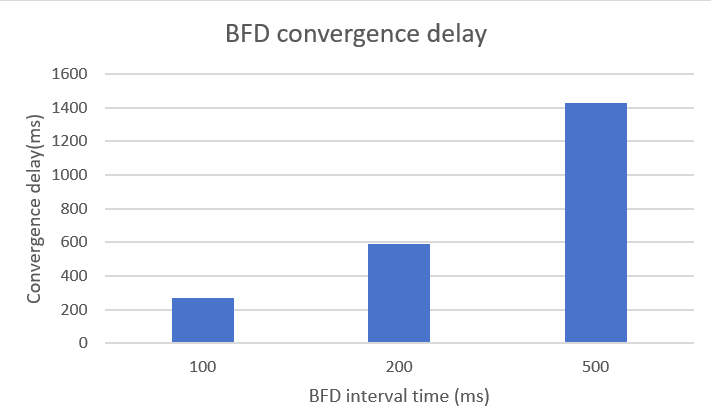 BFD convergence delay
1600
1400
1200
1000
800
600
400
200
0
Convergence delay(ms)
100 200 500
BFD interval time (ms)